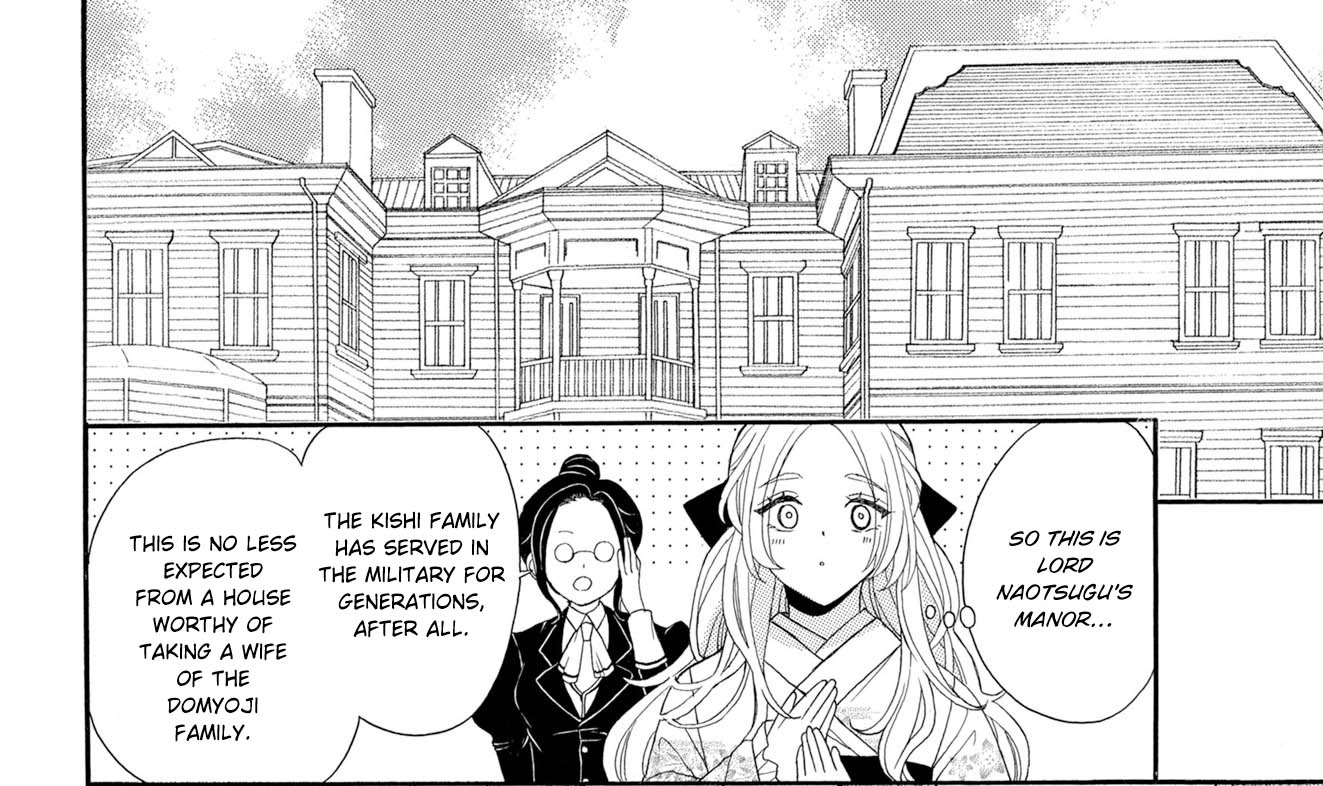 SO THIS IS
LORD
NAOTSUGU'S
MANOR...
THE KISHI FAMILY
HAS SERVED IN
THE MILITARY FOR
GENERATIONS,
AFTER ALL.
THIS IS NO LESS
EXPECTED
FROM A HOUSE
WORTHY OF
TAKING A WIFE
OF THE
DOMYOJI
FAMILY.